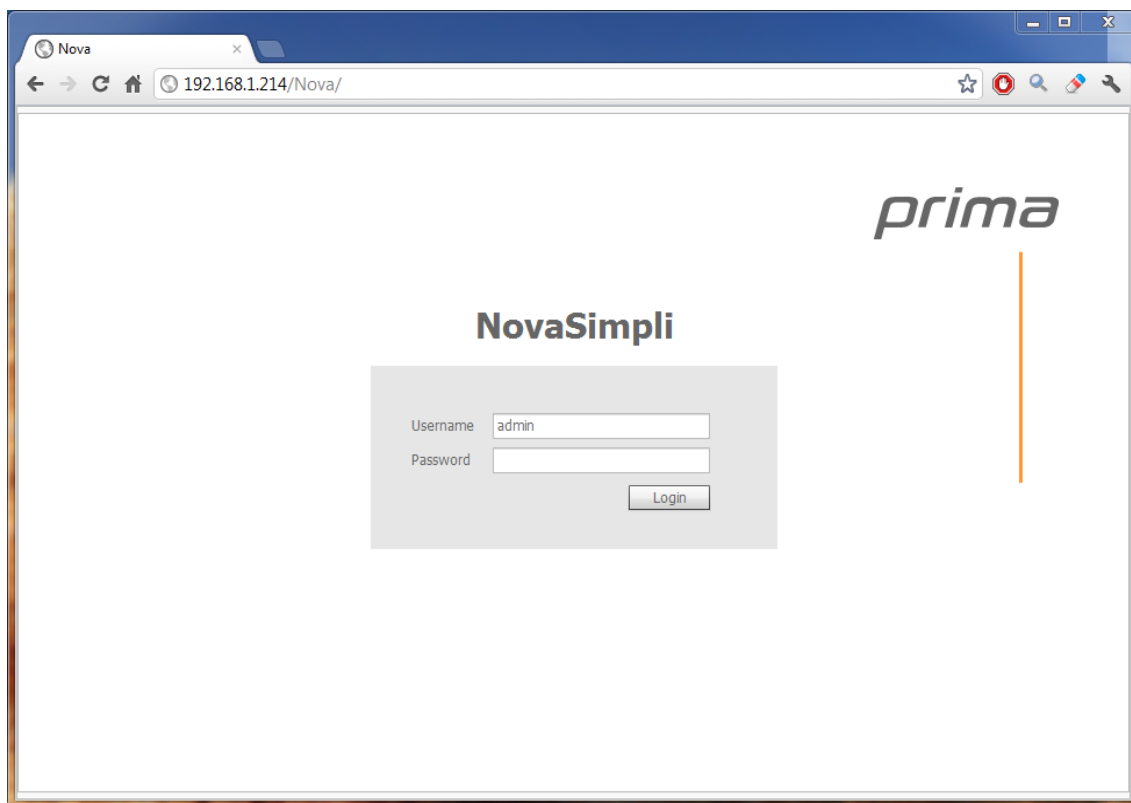 Nova
192.168.1.214/Nova/
prima
NovaSimpli
Username admin
Password
Login